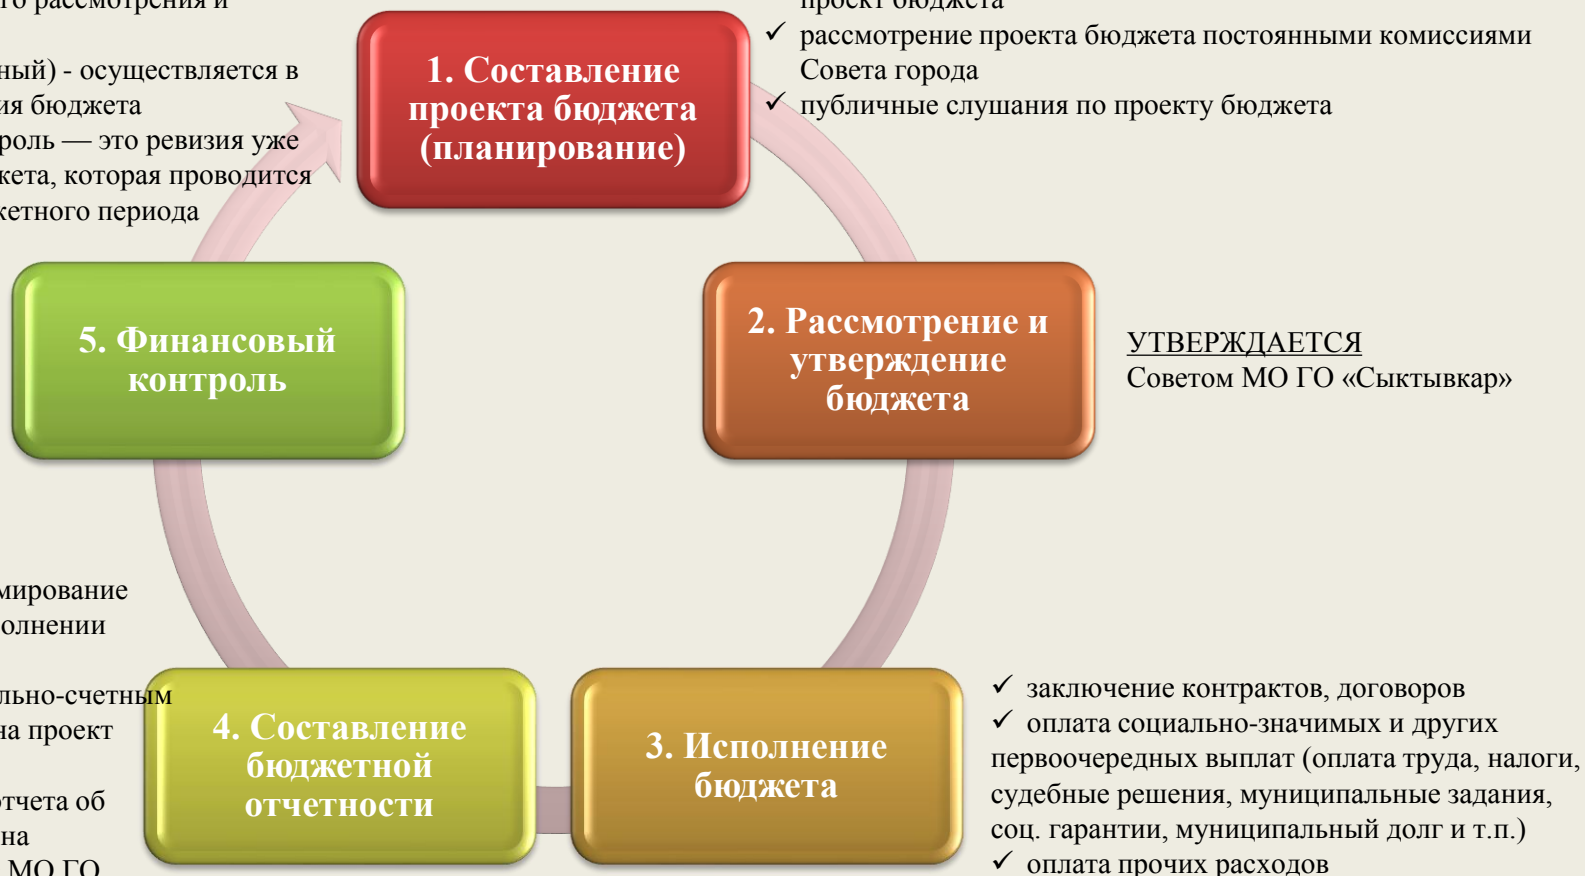 го рассмотрения и
ный) - осуществляется в
ия бюджета
роль — это ревизия уже
жета, которая проводится
жетного периода
1. Составление
проекта бюджета
(планирование)
проект бюджета
✓ рассмотрение проекта бюджета постоянными комиссиями
Совета города
✓ публичные слушания по проекту бюджета
5. Финансовый
контроль
2. Рассмотрение и
утверждение
бюджета
УТВЕРЖДАЕТСЯ
Советом МО ГО «Сыктывкар»
мирование
олнении
льно-счетным
на проект
отчета об
на
МО ГО
4. Составление
бюджетной
отчетности
3. Исполнение
бюджета
✓ заключение контрактов, договоров
✓ оплата социально-значимых и других
первоочередных выплат (оплата труда, налоги,
судебные решения, муниципальные задания,
соц. гарантии, муниципальный долг и т.п.)
✓ оплата прочих расходов